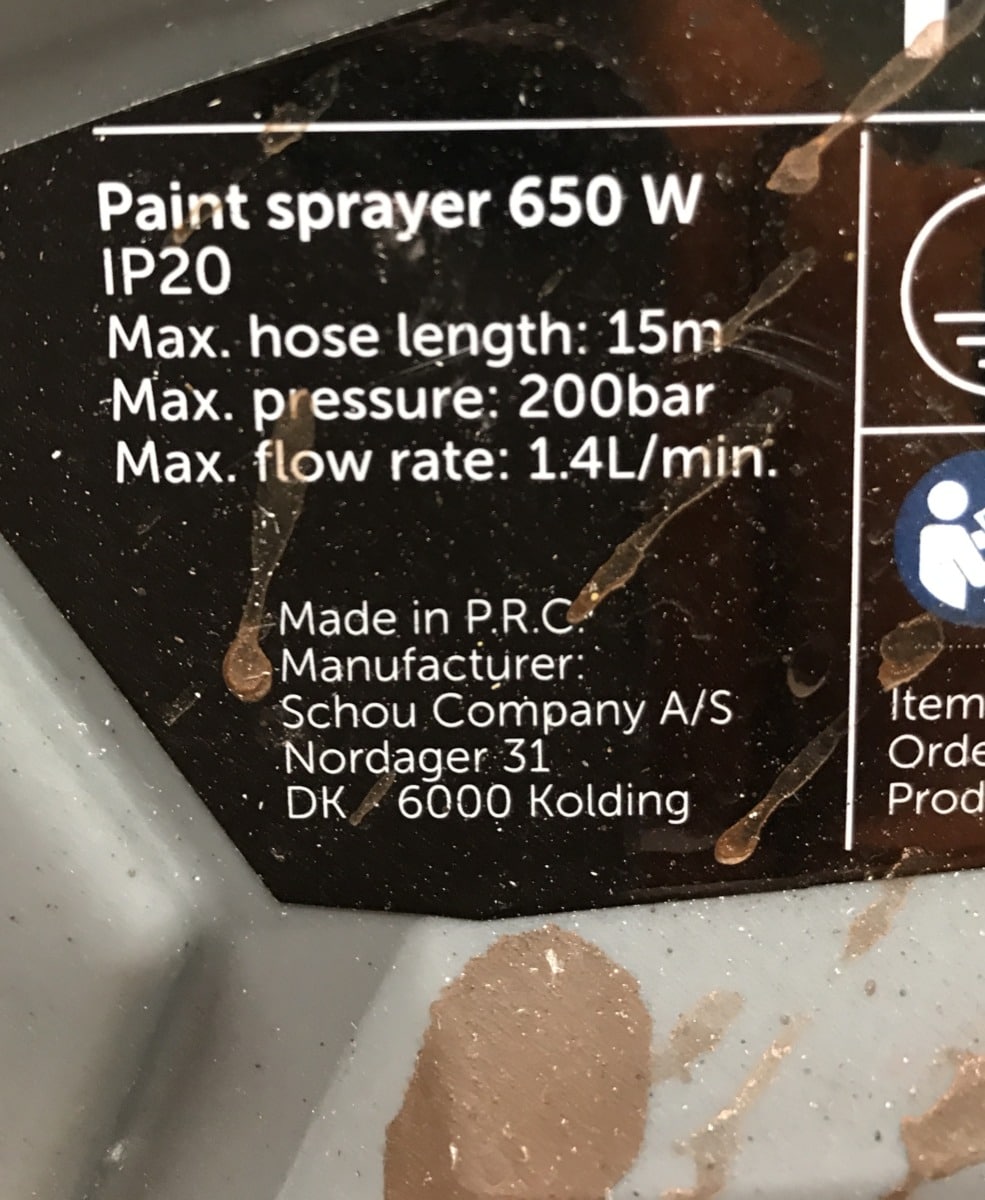 Paint sprayer 650 W
IP20
Max. hose length: 15m
Max. pressure: 200bar
Max. flow rate: 1.4L/min.
Made in P.R.C.
Manufacturer:
Schou Company A/S
Nordager 31
DK 6000 Kolding
Item
Orde
Prod